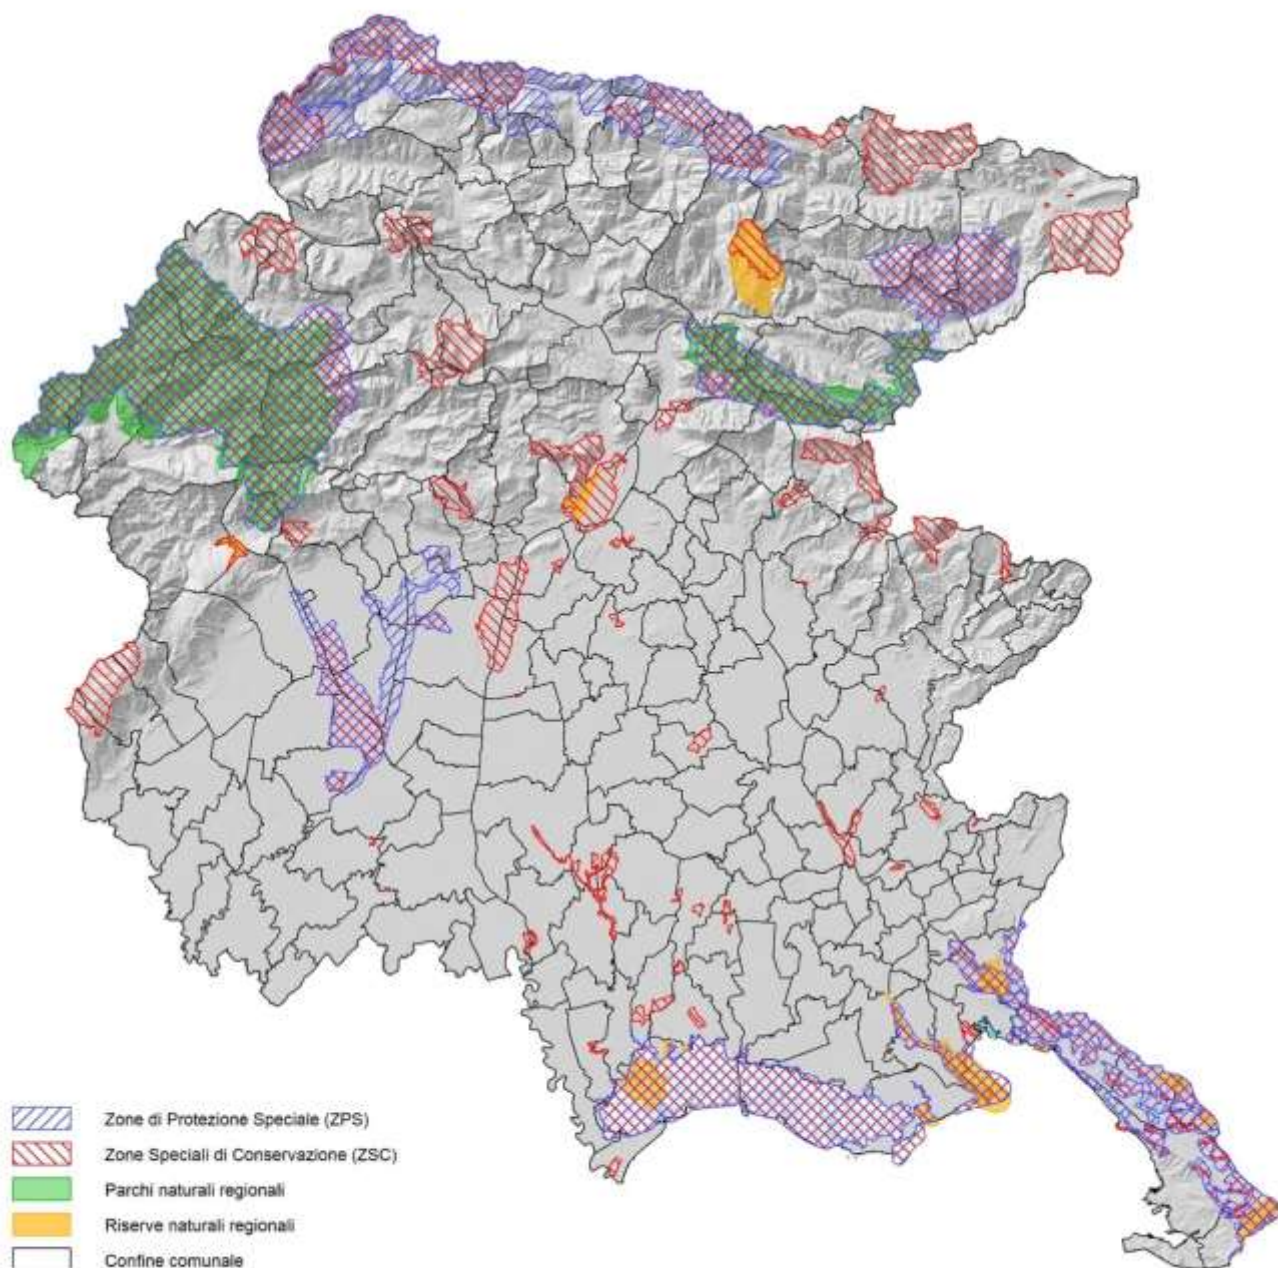 Zone di Protezione Speciale (ZPS)
Zone Speciali di Conservazione (ZSC)
Parchi naturali regionali
Riserve naturali regionali
Confine comunale